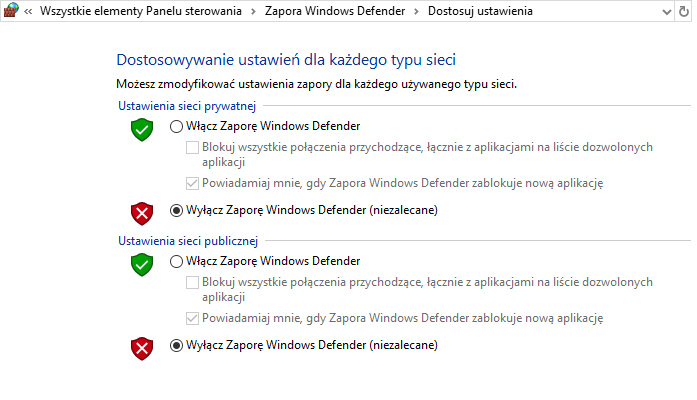 « Wszystkie elementy Panelu sterowania > Zapora Windows Defender > Dostosuj ustawienia
Dostosowywanie ustawień dla każdego typu sieci
Możesz zmodyfikować ustawienia zapory dla każdego używanego typu sieci.
Ustawienia sieci prywatnej
Włącz Zaporę Windows Defender
Blokuj wszystkie połączenia przychodzące, łącznie z aplikacjami na liście dozwolonych
aplikacji
Powiadamiaj mnie, gdy Zapora Windows Defender zablokuje nową aplikację
Wyłącz Zaporę Windows Defender (niezalecane)
Ustawienia sieci publicznej
Włącz Zaporę Windows Defender
Blokuj wszystkie połączenia przychodzące, łącznie z aplikacjami na liście dozwolonych
aplikacji
Powiadamiaj mnie, gdy Zapora Windows Defender zablokuje nową aplikację
Wyłącz Zaporę Windows Defender (niezalecane)